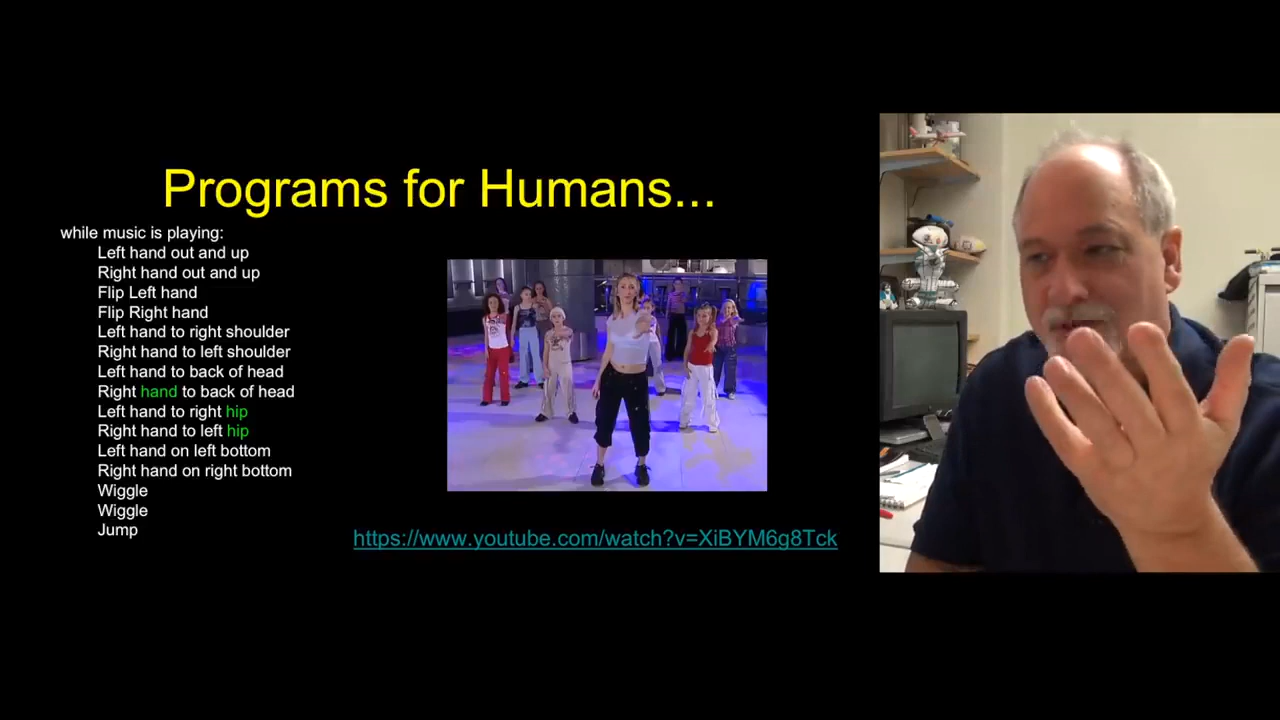 Programs for Humans...
while music is playing:
Left hand out and up
Right hand out and up
Flip Left hand
Flip Right hand
Left hand to right shoulder
Right hand to left shoulder
Left hand to back of head
Right hand to back of head
Left hand to right hip
Right hand to left hip
Left hand on left bottom
Right hand on right bottom
Wiggle
Wiggle
Jump
https://www.youtube.com/watch?v=XiBYM6g8Tck